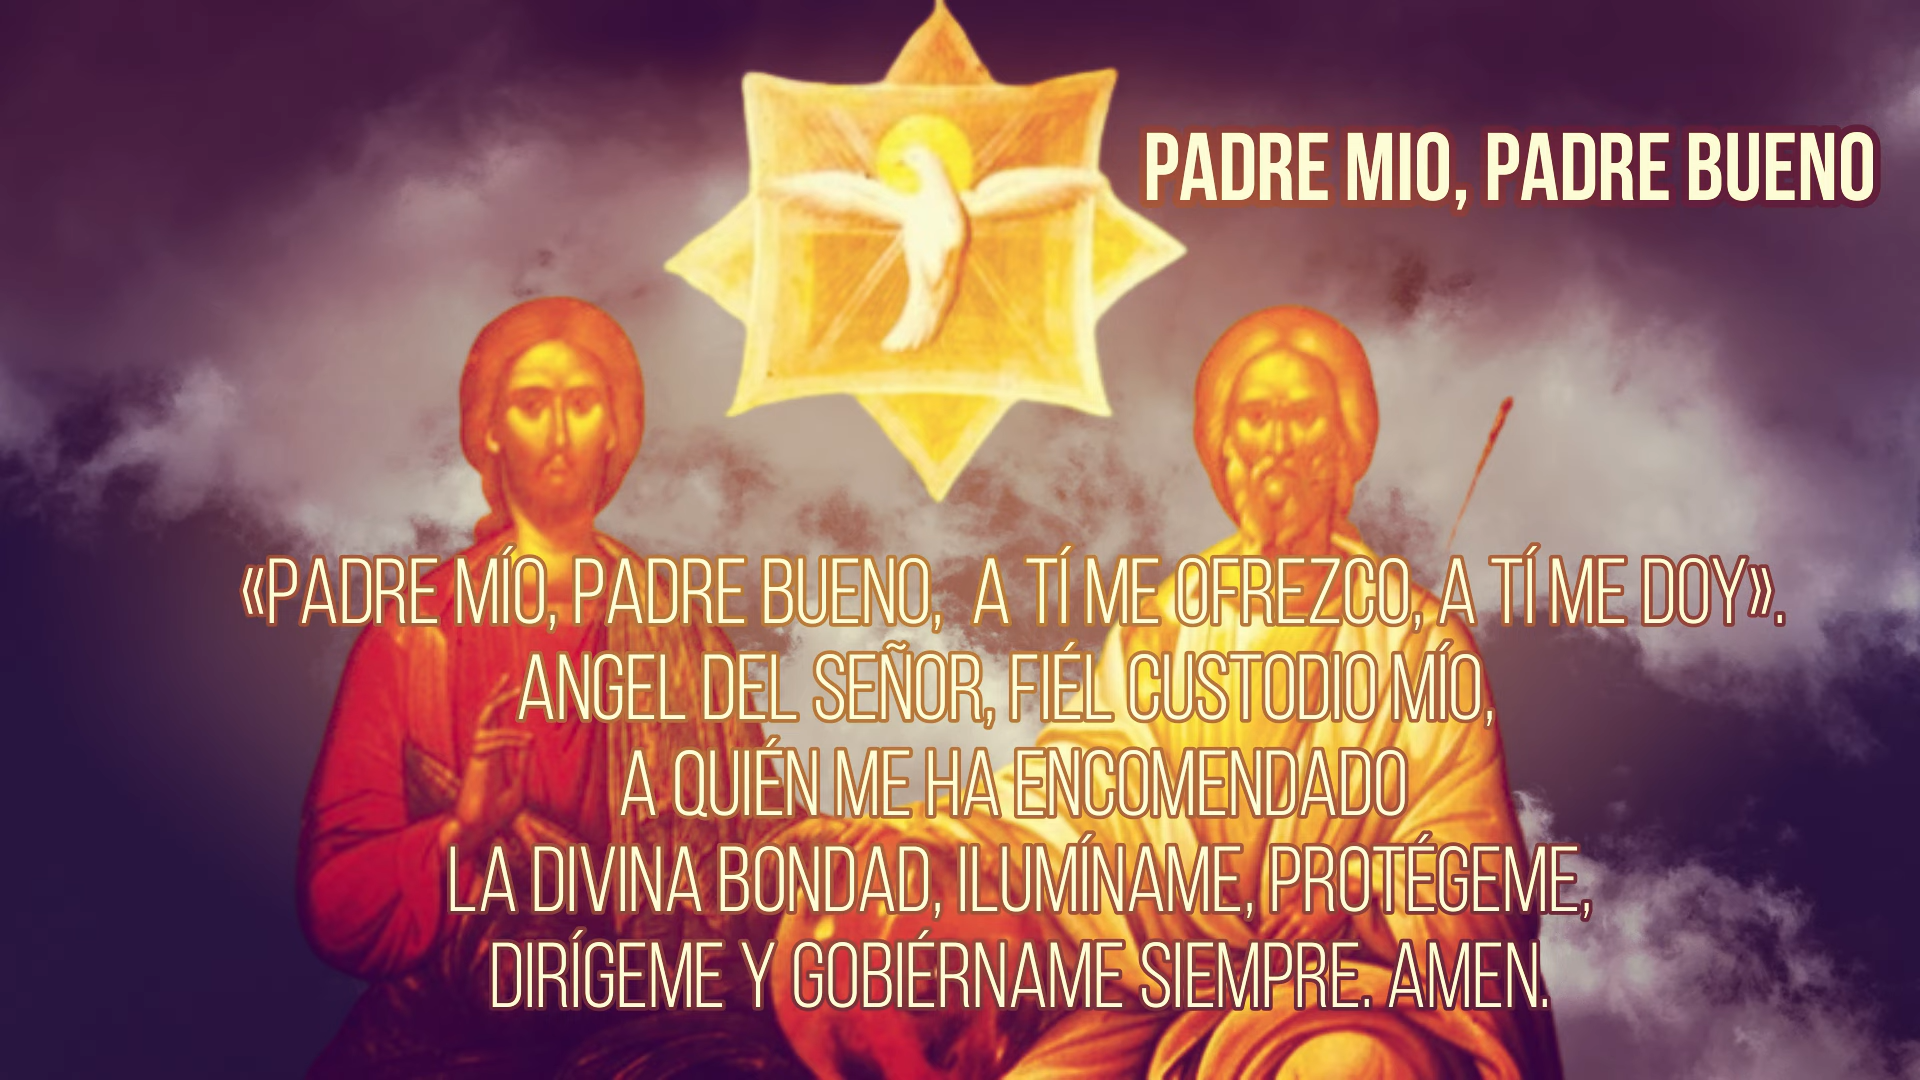 PADRE MIO, PADRE BUENO
«PADRE MÍO, PADRE BUENO, A TÍ ME OFREZCO, A TÍ ME DOY».
ANGEL DEL SEÑOR, FIÉL CUSTODIO MÍO,
A QUIÉN ME HA ENCOMENDADO
LA DIVINA BONDAD, ILUMÍNAME, PROTÉGEME,
DIRÍGEME Y GOBIÉRNAME SIEMPRE. AMEN.